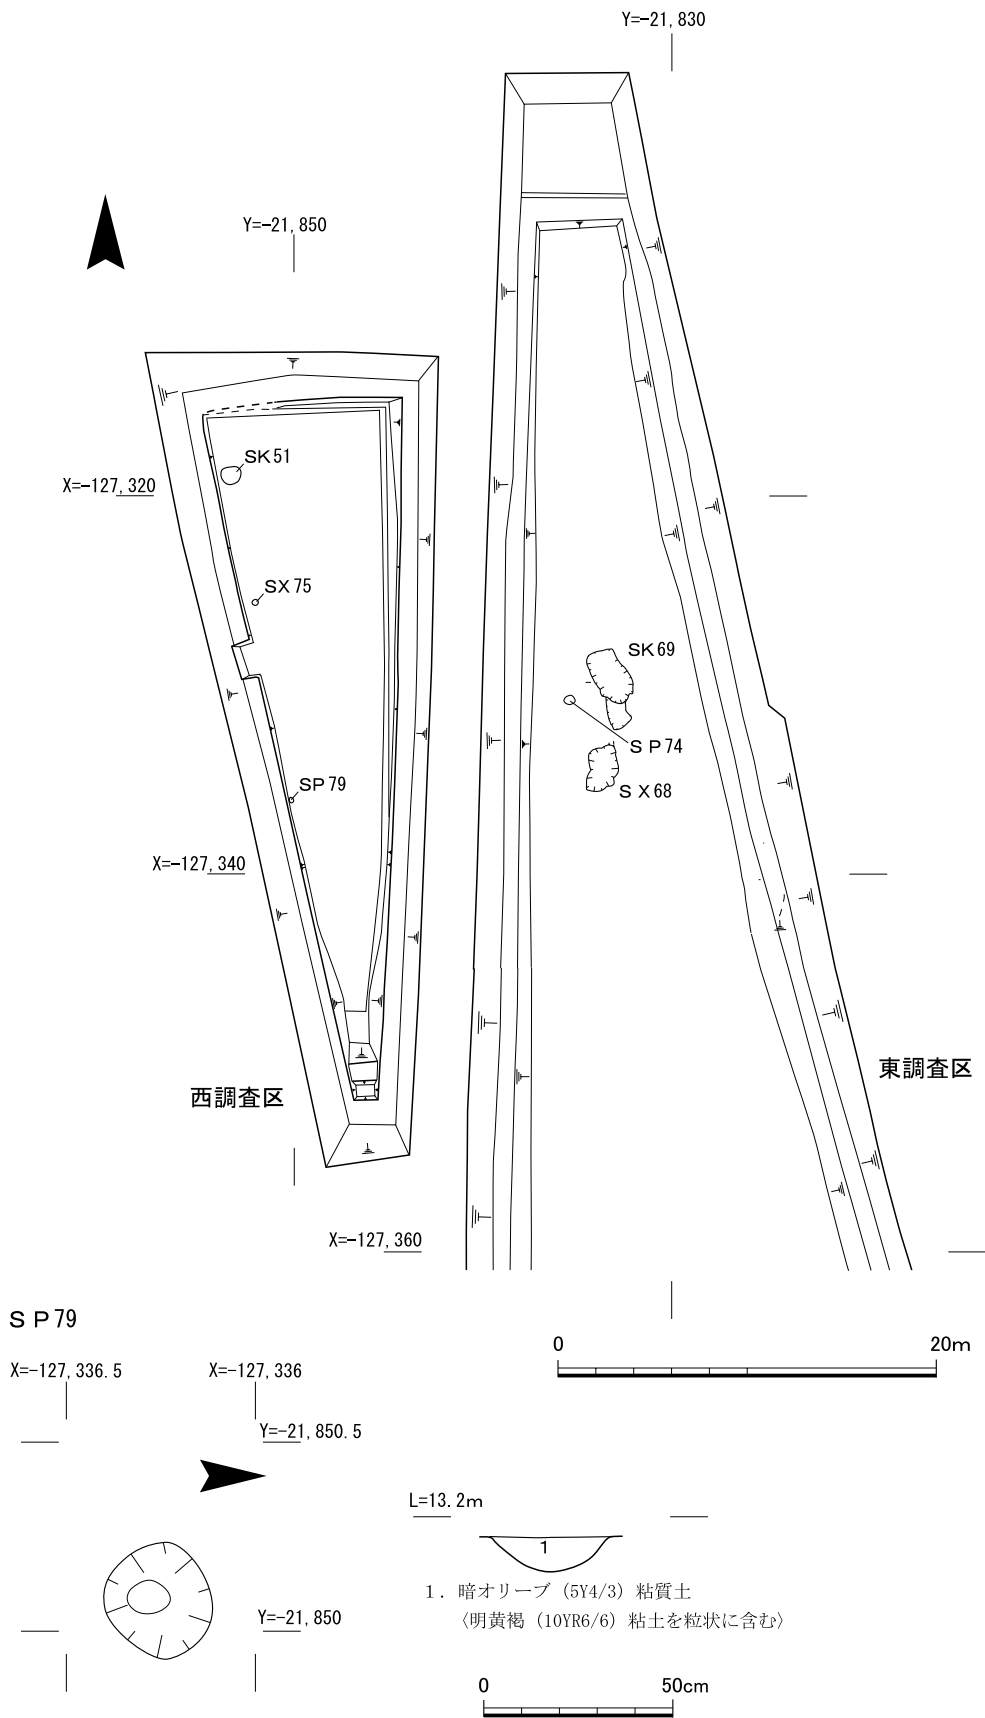 Y=-21,830
Y=-21,850
SK51
X=-127,320
SX75
SK69
SP74
SP79
SX68
X=-127,340
東調査区
西調査区
X=-127,360
SP79
0 20m
X=-127,336.5 X=-127,336
Y=-21,850.5
L=13.2m
1
1．暗オリーブ（5Y4/3）粘質土
〈明黄褐（10YR6/6）粘土を粒状に含む〉
Y=-21,850
0 50cm